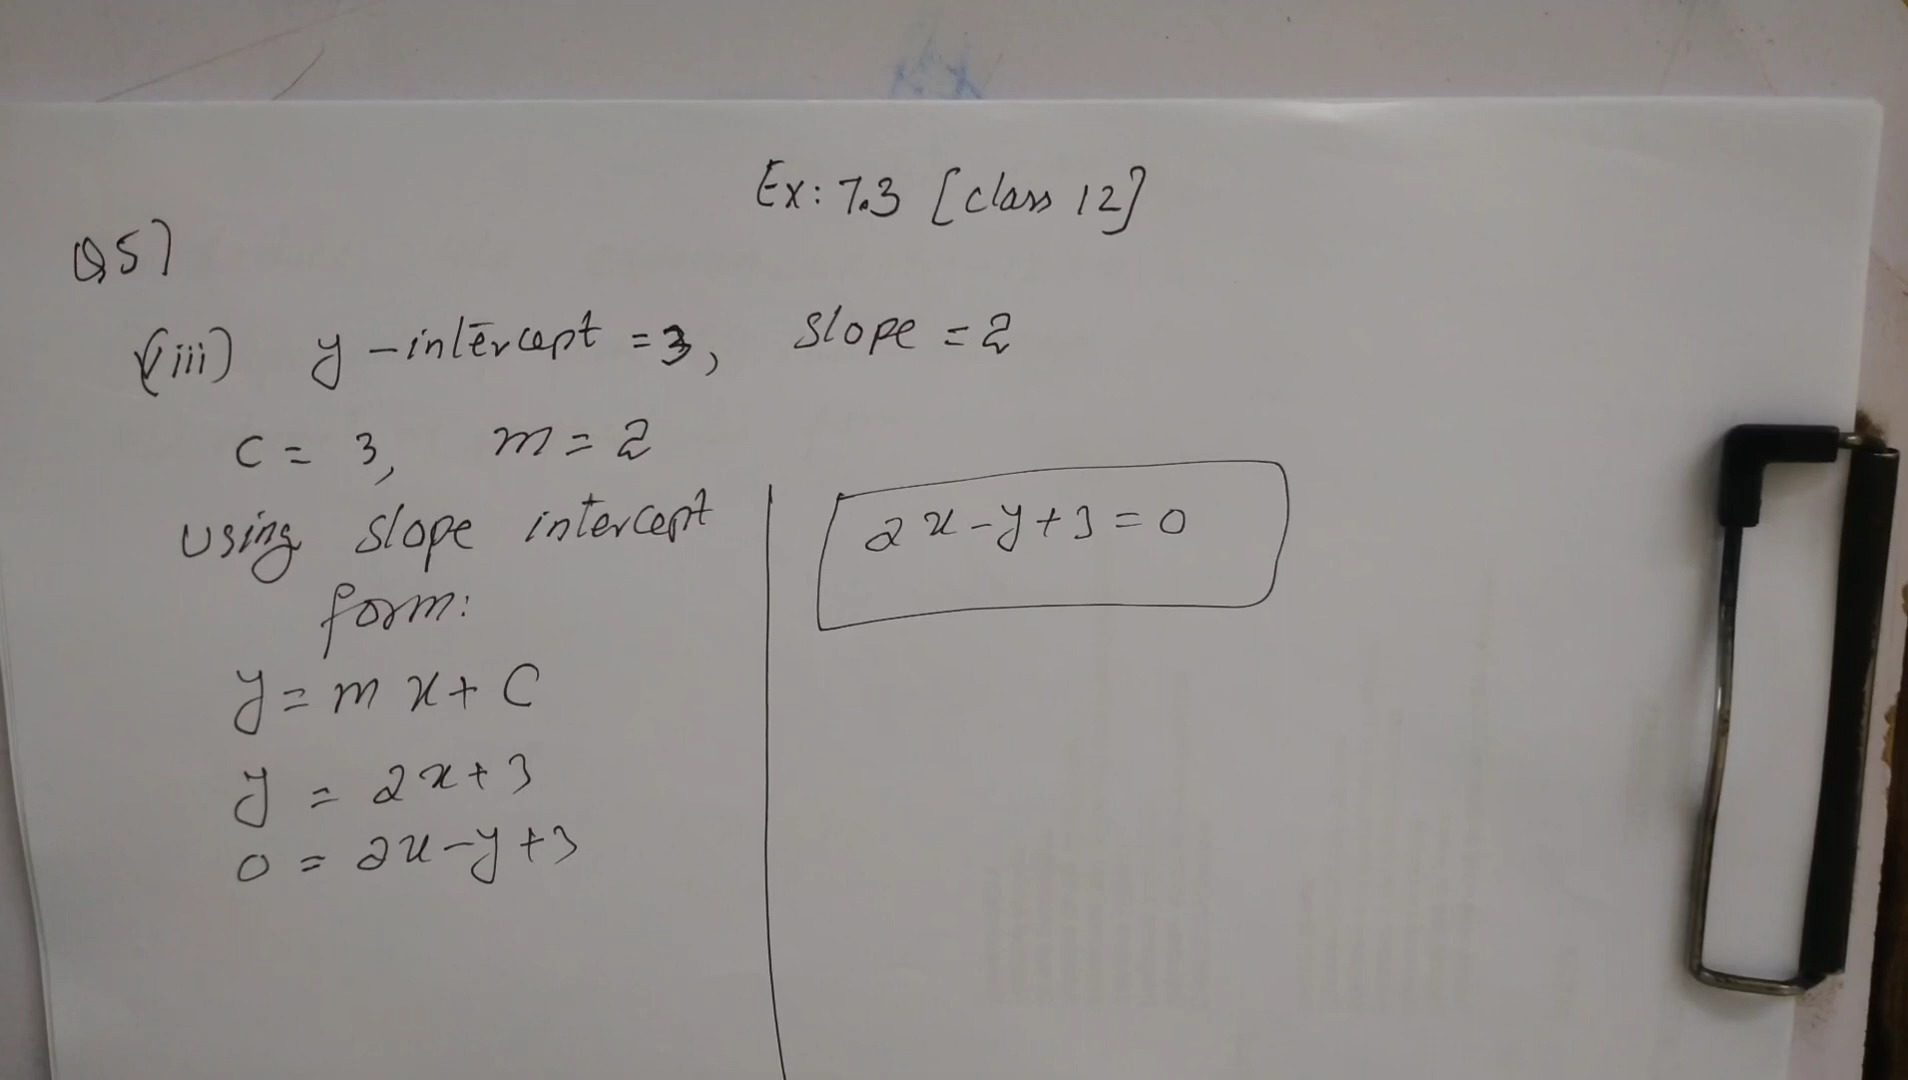 Ex: 7.3 [class 12]
Q5)
(iii) y-intercept = 3, slope = 2
c = 3, m = 2
using slope intercept
form:
y = mx + c
y = 2x + 3
0 = 2x - y + 3
2x - y + 3 = 0